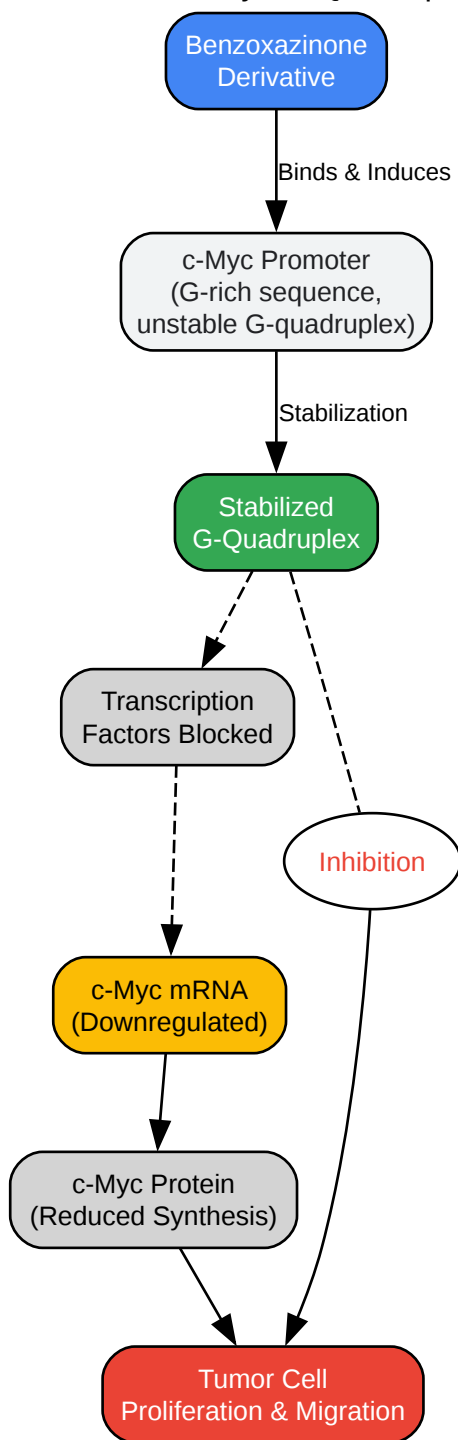 Benzoxazinone
Derivative
Binds & Induces
c-Myc Promoter
(G-rich sequence,
unstable G-quadruplex)
Stabilization
Stabilized
G-Quadruplex
Transcription
Factors Blocked
Inhibition
c-Myc mRNA
(Downregulated)
c-Myc Protein
(Reduced Synthesis)
Tumor Cell
Proliferation & Migration